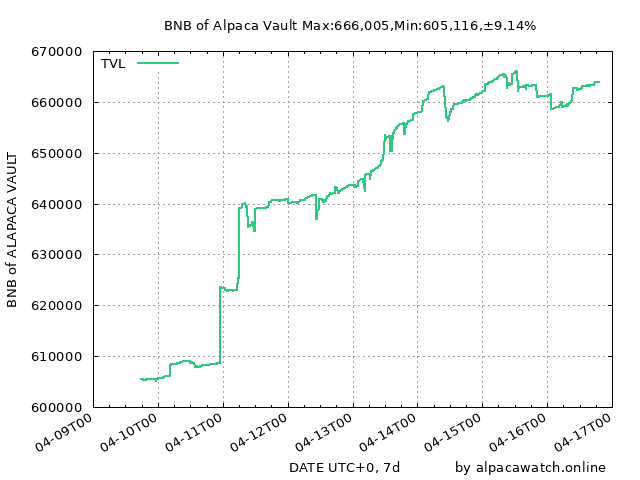 BNB of Alpaca Vault Max:666,005,Min:605,116,±9.14%
TVL
670000
660000
650000
640000
630000
620000
610000
600000
BNB of ALAPACA VAULT
04-09T00
04-10T00
04-11T00
04-12T00
04-13T00
04-14T00
04-15T00
04-16T00
04-17T00
DATE UTC+0, 7d
by alpacawatch.online